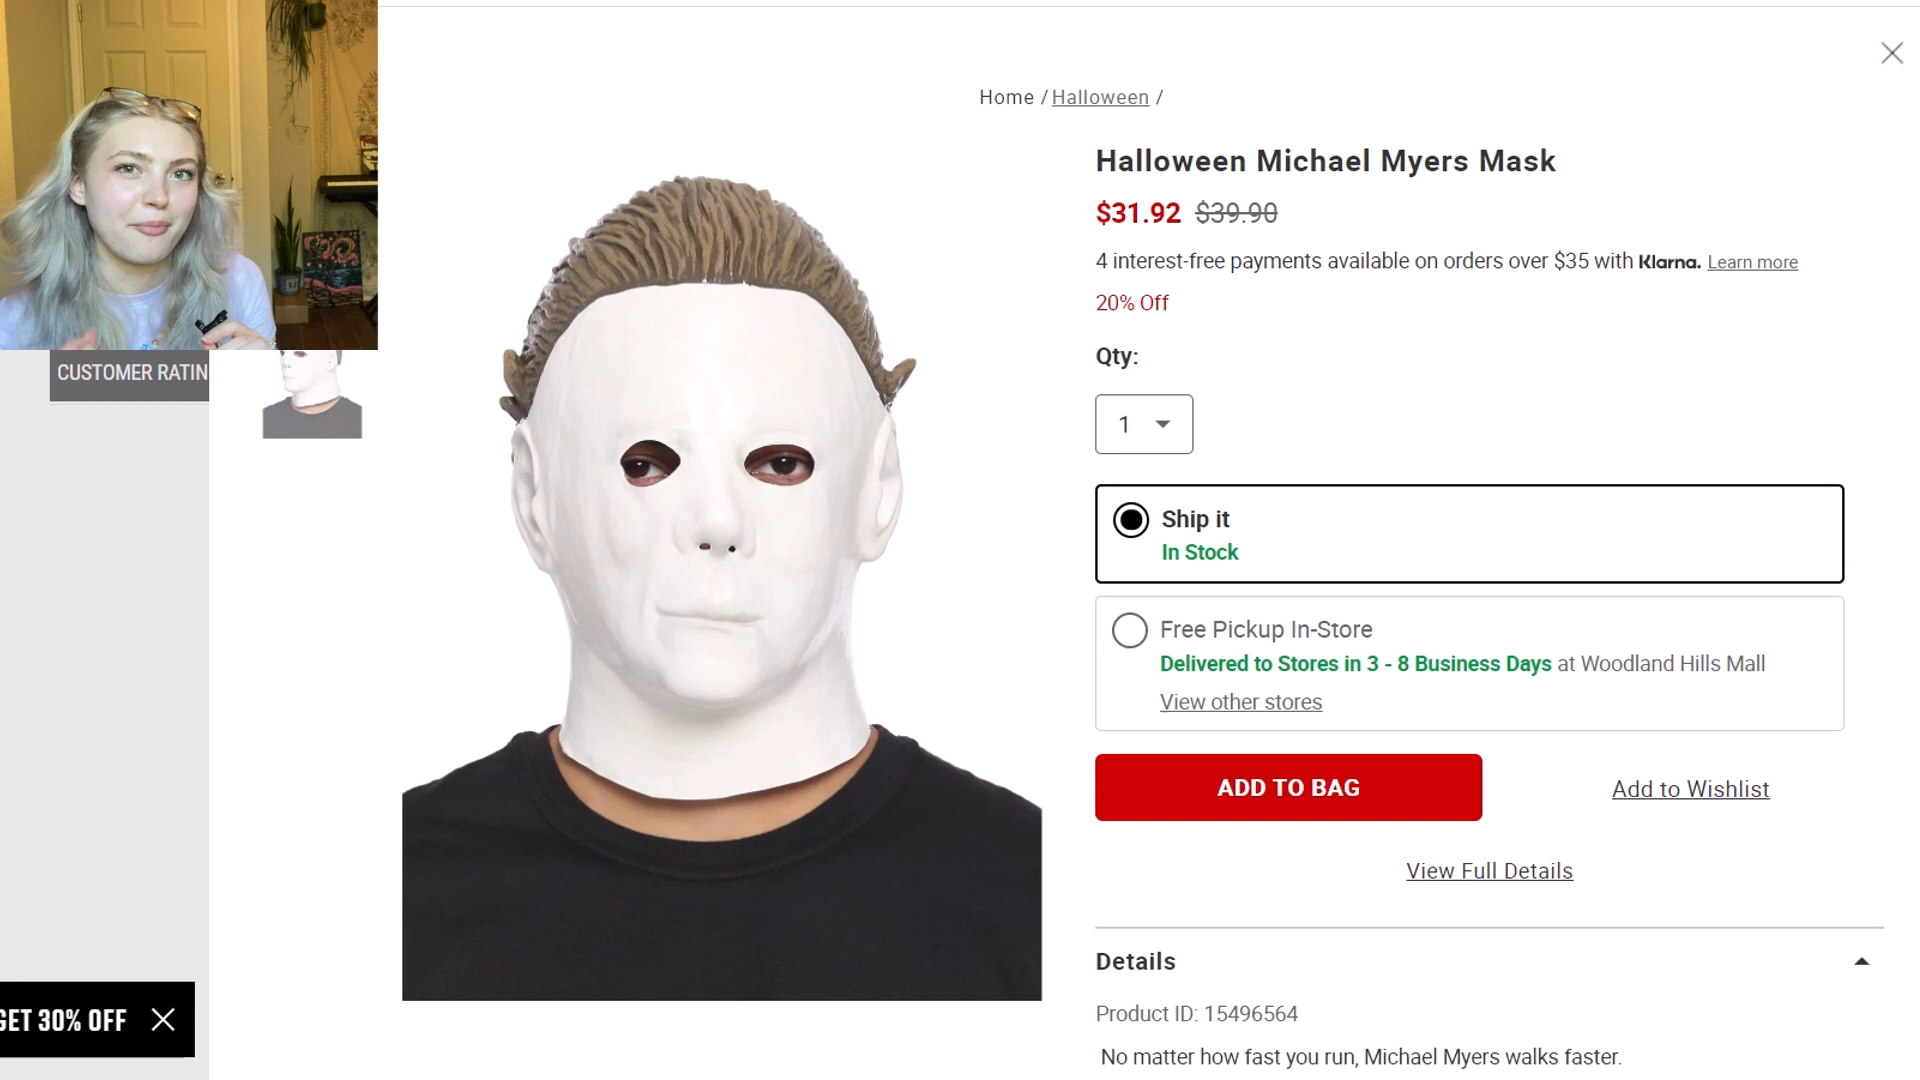 Home / Halloween /
Halloween Michael Myers Mask
$31.92 $39.90
4 interest-free payments available on orders over $35 with Klarna. Learn more
20% Off
Qty:
1
Ship it
In Stock
Free Pickup In-Store
Delivered to Stores in 3 - 8 Business Days at Woodland Hills Mall
View other stores
ADD TO BAG
Add to Wishlist
View Full Details
Details
Product ID: 15496564
No matter how fast you run, Michael Myers walks faster.
CUSTOMER RATIN
GET 30% OFF